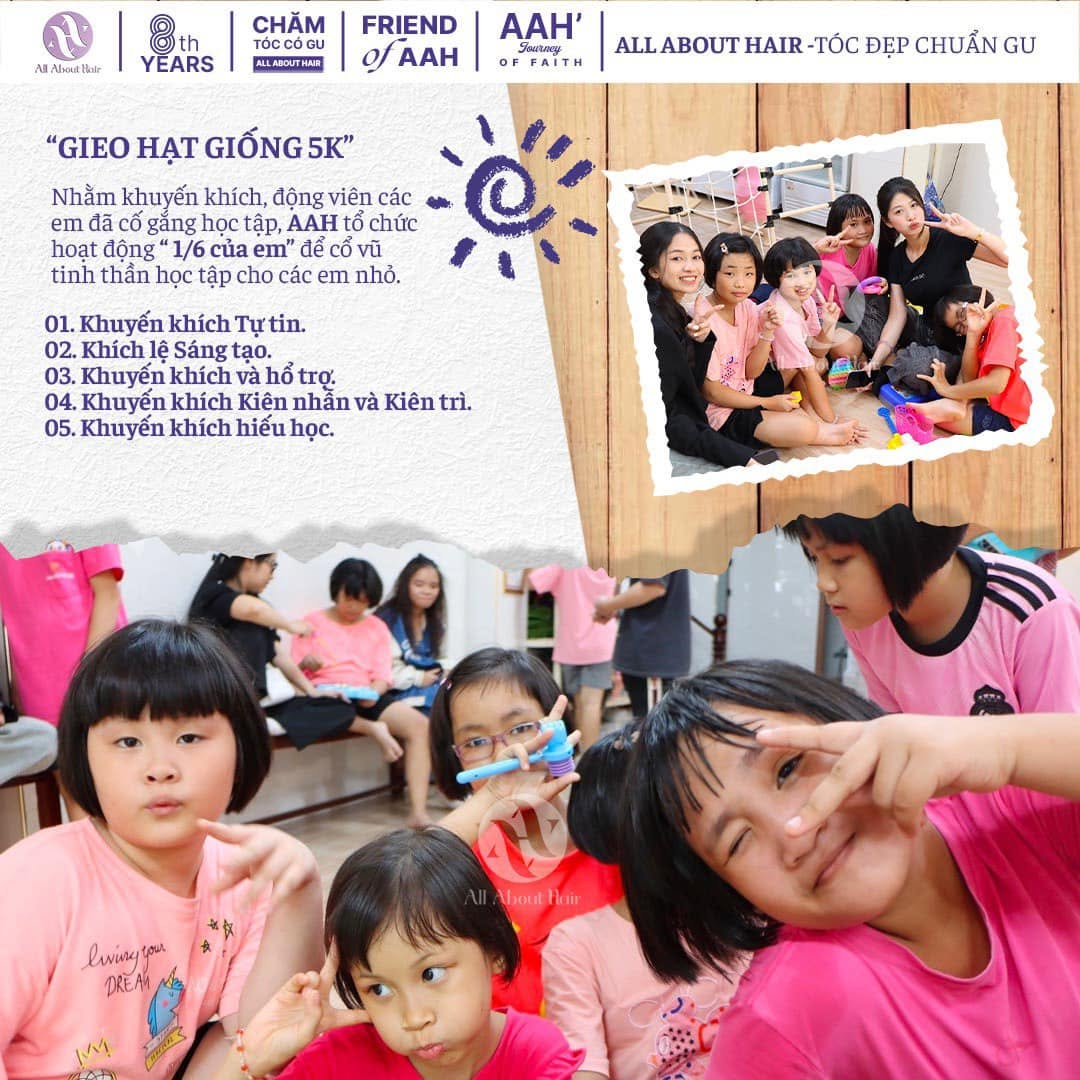 All About Hair
8th
YEARS
CHĂM
TÓC CÓ GU
ALL ABOUT HAIR
FRIEND
of AAH
AAH'
Journey
OF FAITH
ALL ABOUT HAIR -TÓC ĐẸP CHUẨN GU
“GIEO HẠT GIỐNG 5K”
Nhằm khuyến khích, động viên các
em đã cố gắng học tập, AAH tổ chức
hoạt động “ 1/6 của em” để cổ vũ
tinh thần học tập cho các em nhỏ.
01. Khuyến khích Tự tin.
02. Khích lệ Sáng tạo.
03. Khuyến khích và hổ trợ.
04. Khuyến khích Kiên nhẫn và Kiên trì.
05. Khuyến khích hiếu học.
All About Hair
All About Hair
living your
DREAM